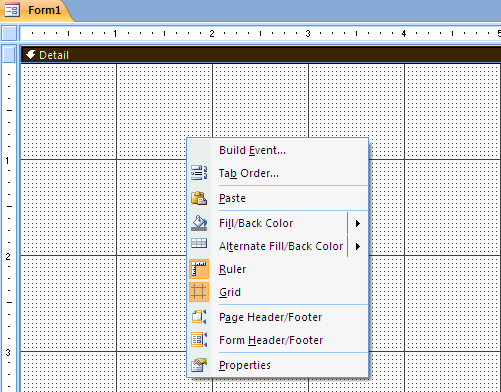 Form1
1 2 3 4 5
Detail
1
Build Event...
Tab Order...
Paste
Fill/Back Color
Alternate Fill/Back Color
2
Ruler
Grid
Page Header/Footer
Form Header/Footer
3
Properties